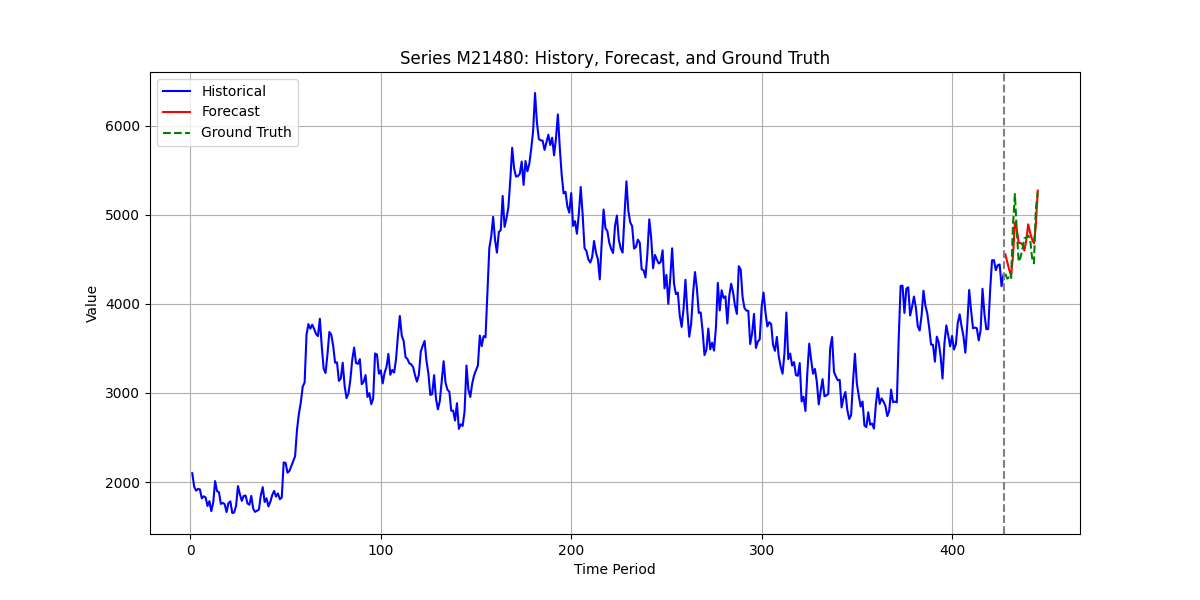 Series M21480: History, Forecast, and Ground Truth
Historical
Forecast
Ground Truth
6000
5000
4000
3000
2000
Value
0 100 200 300 400
Time Period